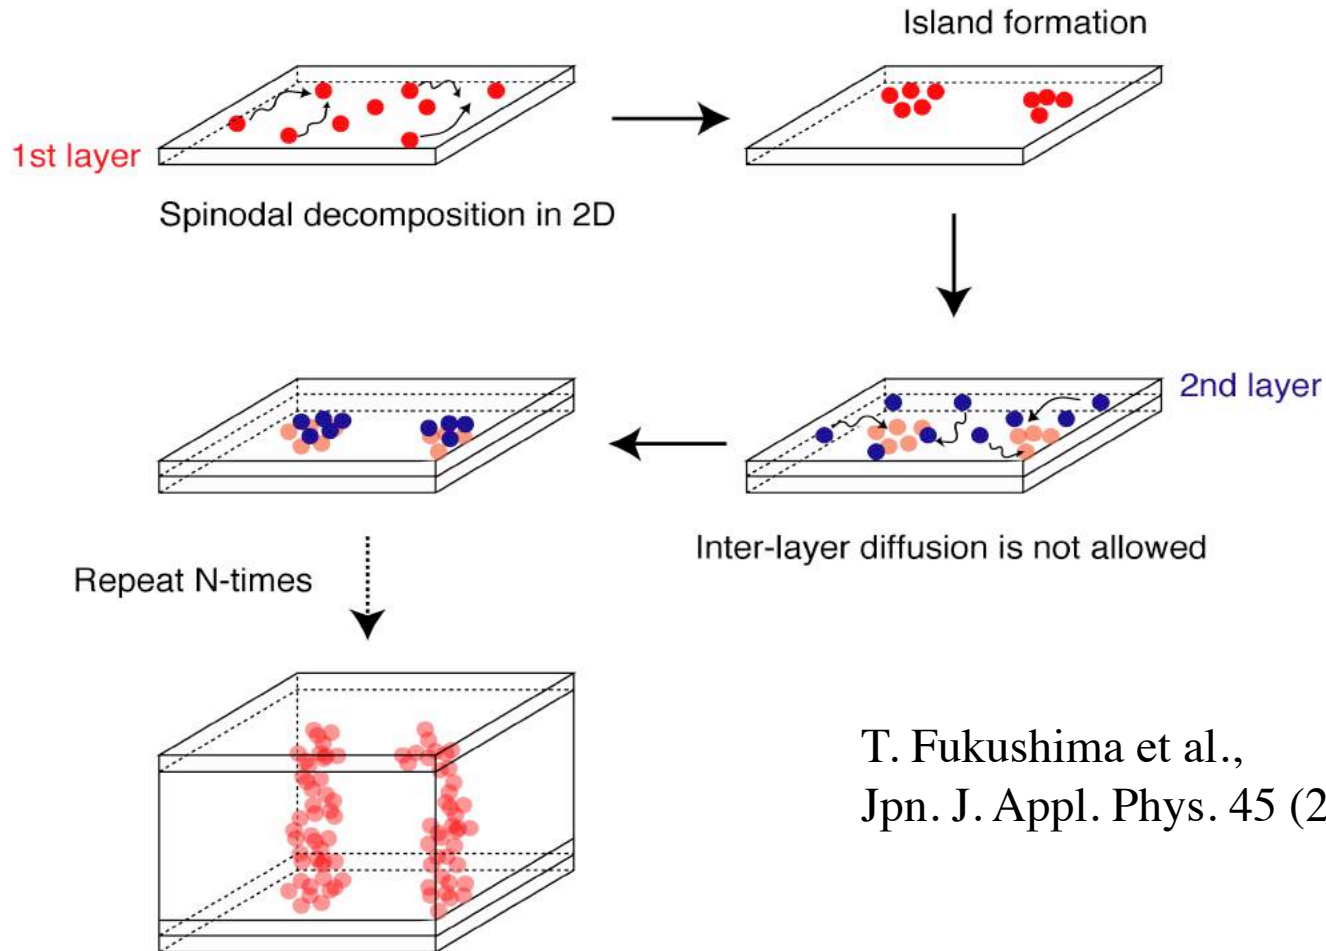 Island formation
1st layer
Spinodal decomposition in 2D
2nd layer
Inter-layer diffusion is not allowed
Repeat N-times
T. Fukushima et al.,
Jpn. J. Appl. Phys. 45 (2